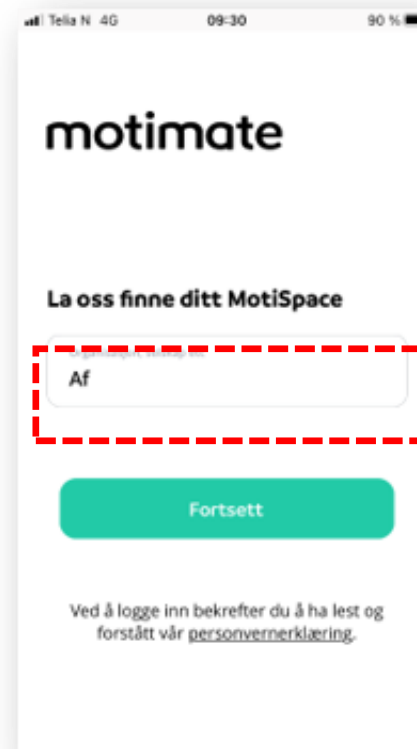 Telia N 4G 09:30 90 %
motimate
La oss finne ditt MotiSpace
Af
Fortsett
Ved å logge inn bekrefter du å ha lest og
forstått vår personvernerklæring.